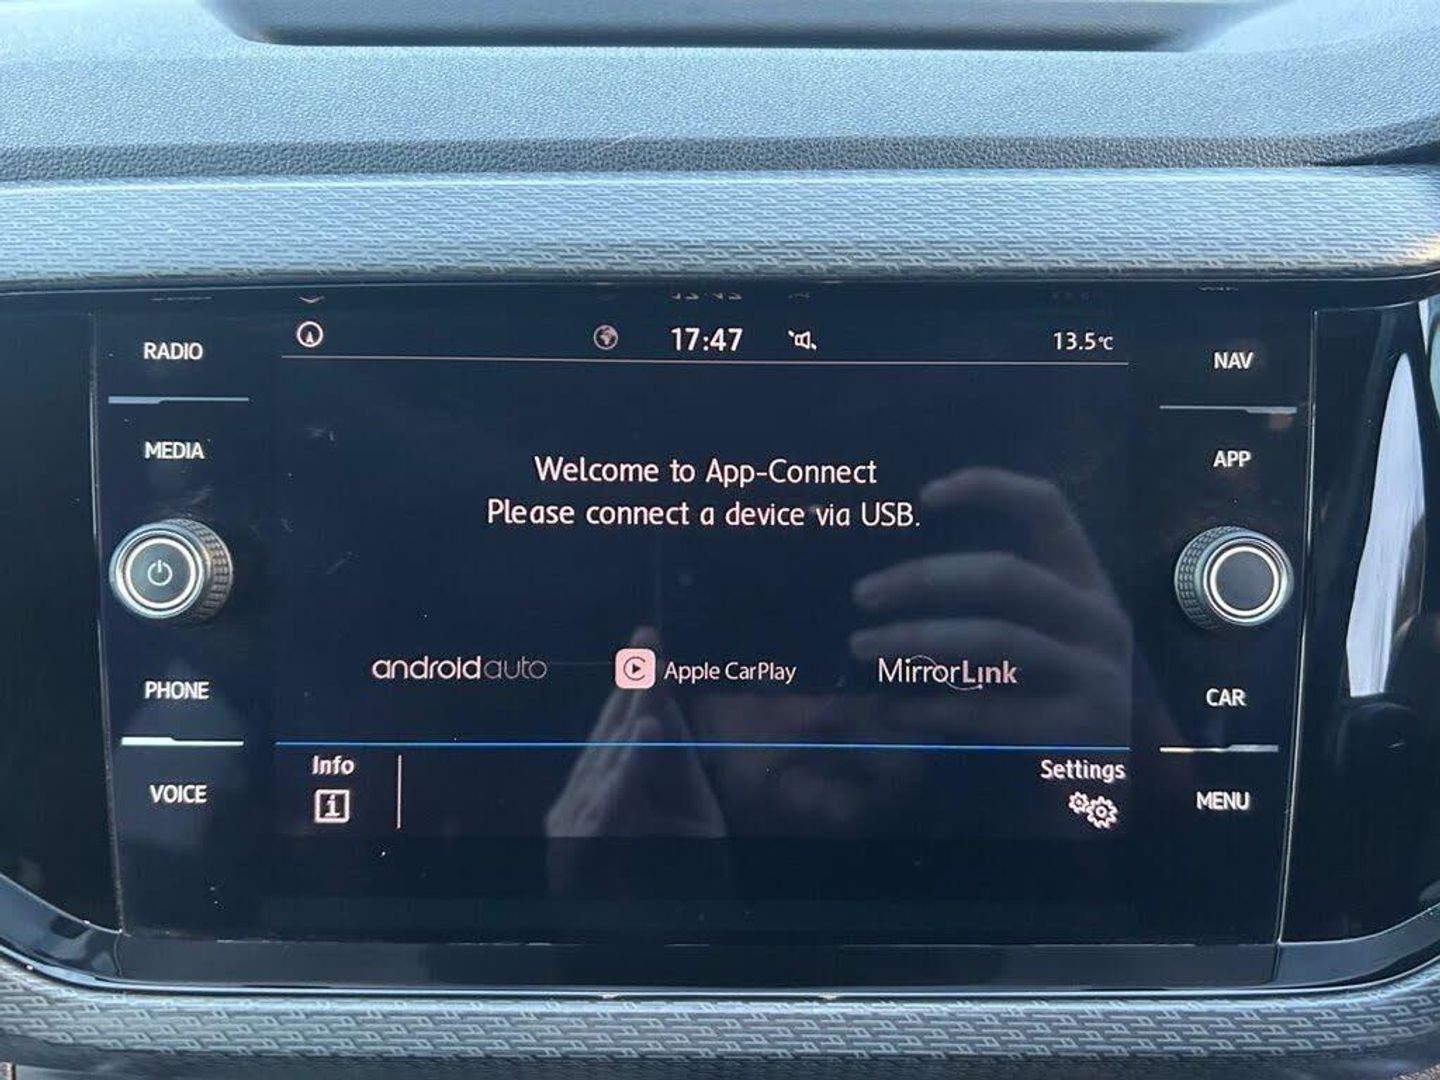 RADIO
MEDIA
PHONE
VOICE
17:47
13.5°C
Welcome to App-Connect
Please connect a device via USB.
androidauto
Apple CarPlay
MirrorLink
Info
i
Settings
NAV
APP
CAR
MENU